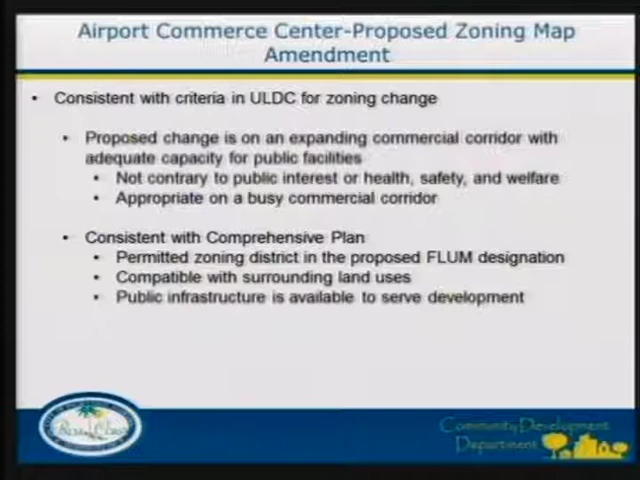 Airport Commerce Center-Proposed Zoning Map
Amendment
• Consistent with criteria in ULDC for zoning change
• Proposed change is on an expanding commercial corridor with
adequate capacity for public facilities
• Not contrary to public interest or health, safety, and welfare
• Appropriate on a busy commercial corridor
• Consistent with Comprehensive Plan
• Permitted zoning district in the proposed FLUM designation
• Compatible with surrounding land uses
• Public infrastructure is available to serve development
Community Development
Department